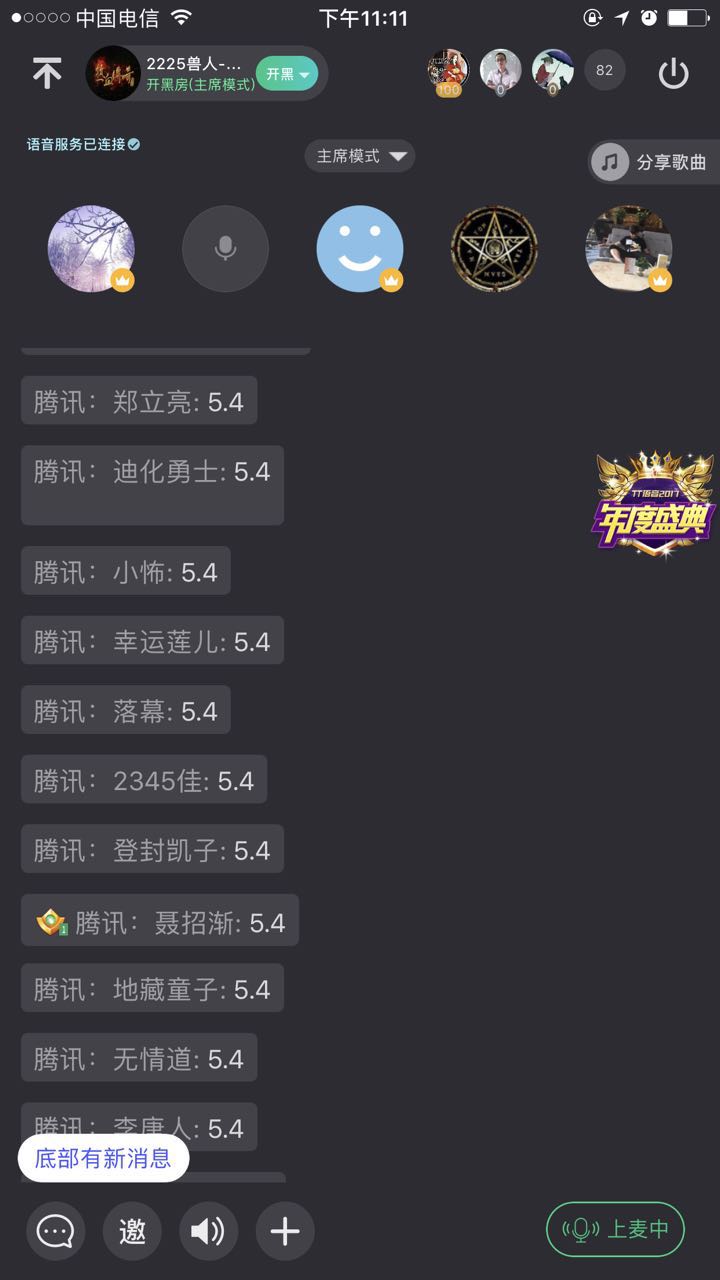 中国电信 下午11:11
2225兽人-...
开黑房(主席模式)
开黑
100 0 0 82
语音服务已连接
主席模式
分享歌曲
腾讯：郑立亮: 5.4
腾讯：迪化勇士: 5.4
TT语音2017
年度盛典
腾讯：小怖: 5.4
腾讯：幸运莲儿: 5.4
腾讯：落幕: 5.4
腾讯：2345佳: 5.4
腾讯：登封凯子: 5.4
1 腾讯：聂招渐: 5.4
腾讯：地藏童子: 5.4
腾讯：无情道: 5.4
腾讯：李唐人: 5.4
底部有新消息
邀
上麦中